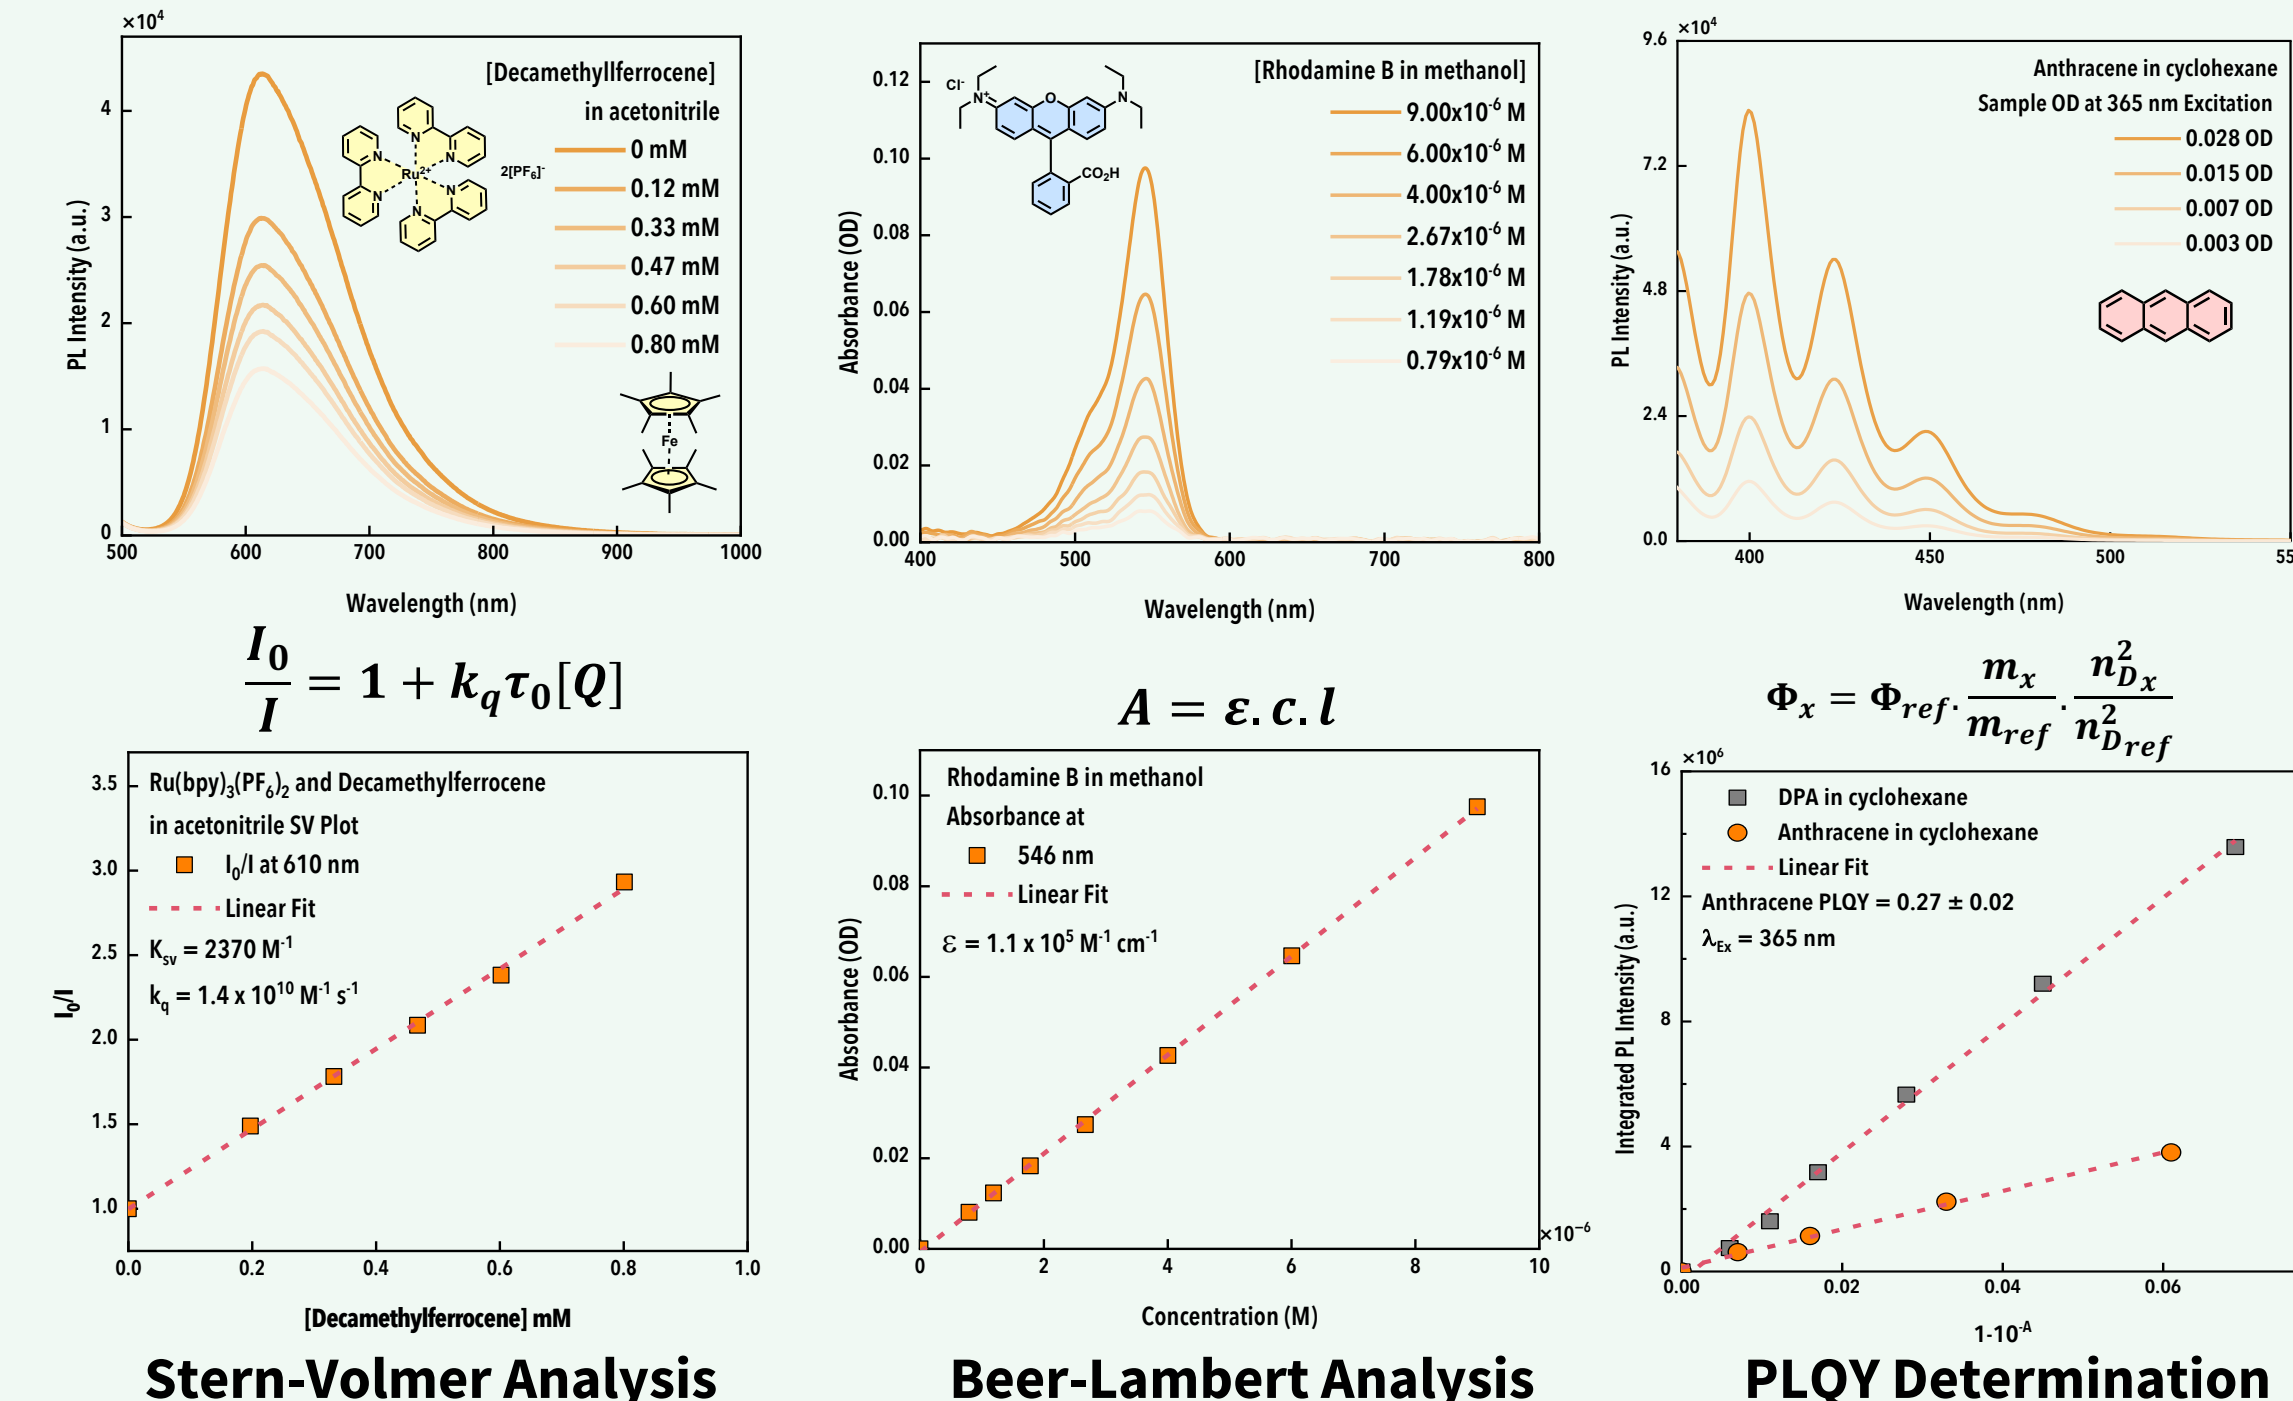 ×10⁴
4
3
2
1
0
500
600
700
800
900
1000
PL Intensity (a.u.)
Wavelength (nm)
[Decamethyllferrocene]
in acetonitrile
0 mM
0.12 mM
0.33 mM
0.47 mM
0.60 mM
0.80 mM
N
N
N
N
N
N
Ru²⁺
2[PF₆]⁻
Fe
0.12
0.10
0.08
0.06
0.04
0.02
0.00
400
500
600
700
800
Absorbance (OD)
Wavelength (nm)
[Rhodamine B in methanol]
9.00x10⁻⁶ M
6.00x10⁻⁶ M
4.00x10⁻⁶ M
2.67x10⁻⁶ M
1.78x10⁻⁶ M
1.19x10⁻⁶ M
0.79x10⁻⁶ M
Cl⁻
N⁺
O
N
CO₂H
×10⁴
9.6
7.2
4.8
2.4
0.0
400
450
500
55
PL Intensity (a.u.)
Wavelength (nm)
Anthracene in cyclohexane
Sample OD at 365 nm Excitation
0.028 OD
0.015 OD
0.007 OD
0.003 OD
I₀/I = 1 + k_q τ₀[Q]
A = ε. c. l
Φₓ = Φ_ref . mₓ/m_ref . n²_Dₓ/n²_D_ref
3.5
3.0
2.5
2.0
1.5
1.0
0.0
0.2
0.4
0.6
0.8
1.0
I₀/I
[Decamethylferrocene] mM
Ru(bpy)₃(PF₆)₂ and Decamethylferrocene
in acetonitrile SV Plot
I₀/I at 610 nm
Linear Fit
K_sv = 2370 M⁻¹
k_q = 1.4 x 10¹⁰ M⁻¹ s⁻¹
Stern-Volmer Analysis
0.10
0.08
0.06
0.04
0.02
0.00
0
2
4
6
8
10
×10⁻⁶
Absorbance (OD)
Concentration (M)
Rhodamine B in methanol
Absorbance at
546 nm
Linear Fit
ε = 1.1 x 10⁵ M⁻¹ cm⁻¹
Beer-Lambert Analysis
×10⁶
16
12
8
4
0
0.00
0.02
0.04
0.06
Integrated PL Intensity (a.u.)
1-10⁻ᴬ
DPA in cyclohexane
Anthracene in cyclohexane
Linear Fit
Anthracene PLQY = 0.27 ± 0.02
λ_Ex = 365 nm
PLQY Determination